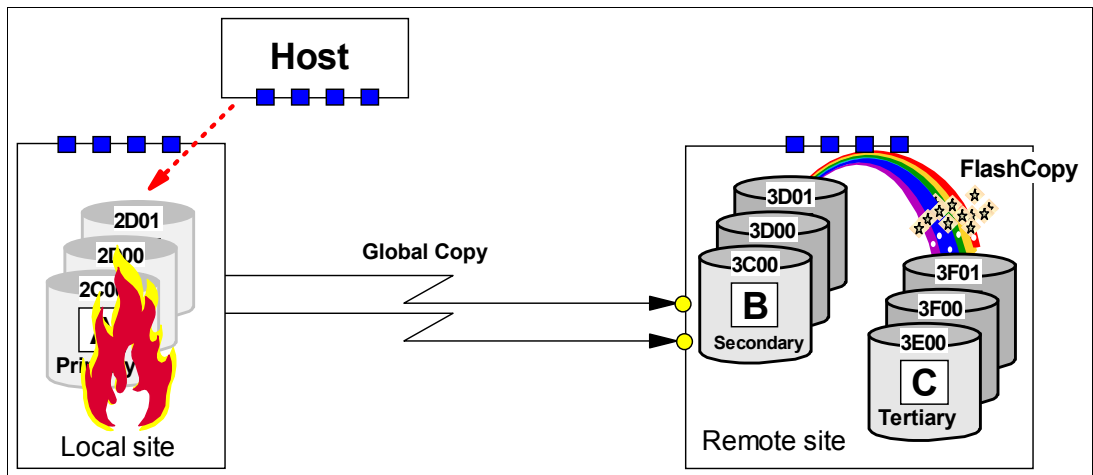 Host
FlashCopy
2D01
2D00
2C00
Primary
Local site
Global Copy
3D01
3D00
3C00
B
Secondary
3F01
3F00
3E00
C
Tertiary
Remote site